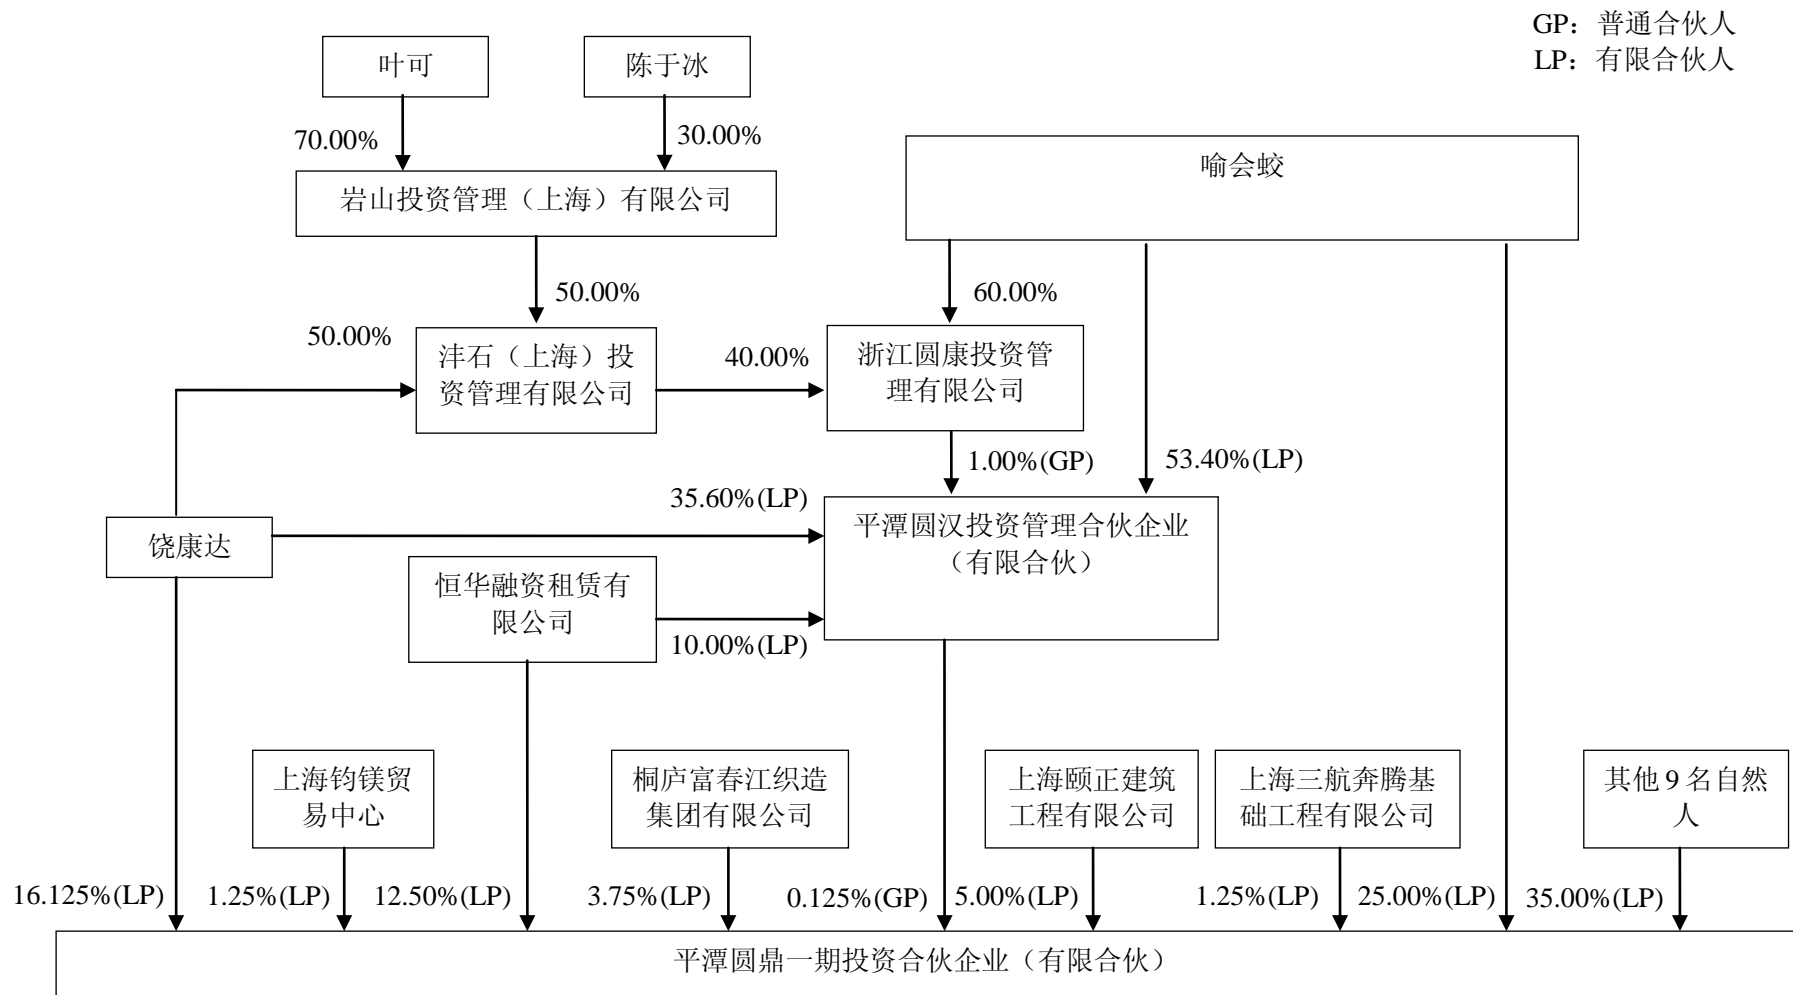 GP：普通合伙人
LP：有限合伙人
叶可
陈于冰
70.00%
30.00%
喻会蛟
岩山投资管理（上海）有限公司
50.00%
60.00%
50.00%
沣石（上海）投
资管理有限公司
40.00%
浙江圆康投资管
理有限公司
1.00%(GP)
53.40%(LP)
35.60%(LP)
饶康达
平潭圆汉投资管理合伙企业
（有限合伙）
恒华融资租赁有
限公司
10.00%(LP)
上海钧镁贸
易中心
桐庐富春江织造
集团有限公司
上海颐正建筑
工程有限公司
上海三航奔腾基
础工程有限公司
其他 9 名自然
人
16.125%(LP)
1.25%(LP)
12.50%(LP)
3.75%(LP)
0.125%(GP)
5.00%(LP)
1.25%(LP)
25.00%(LP)
35.00%(LP)
平潭圆鼎一期投资合伙企业（有限合伙）